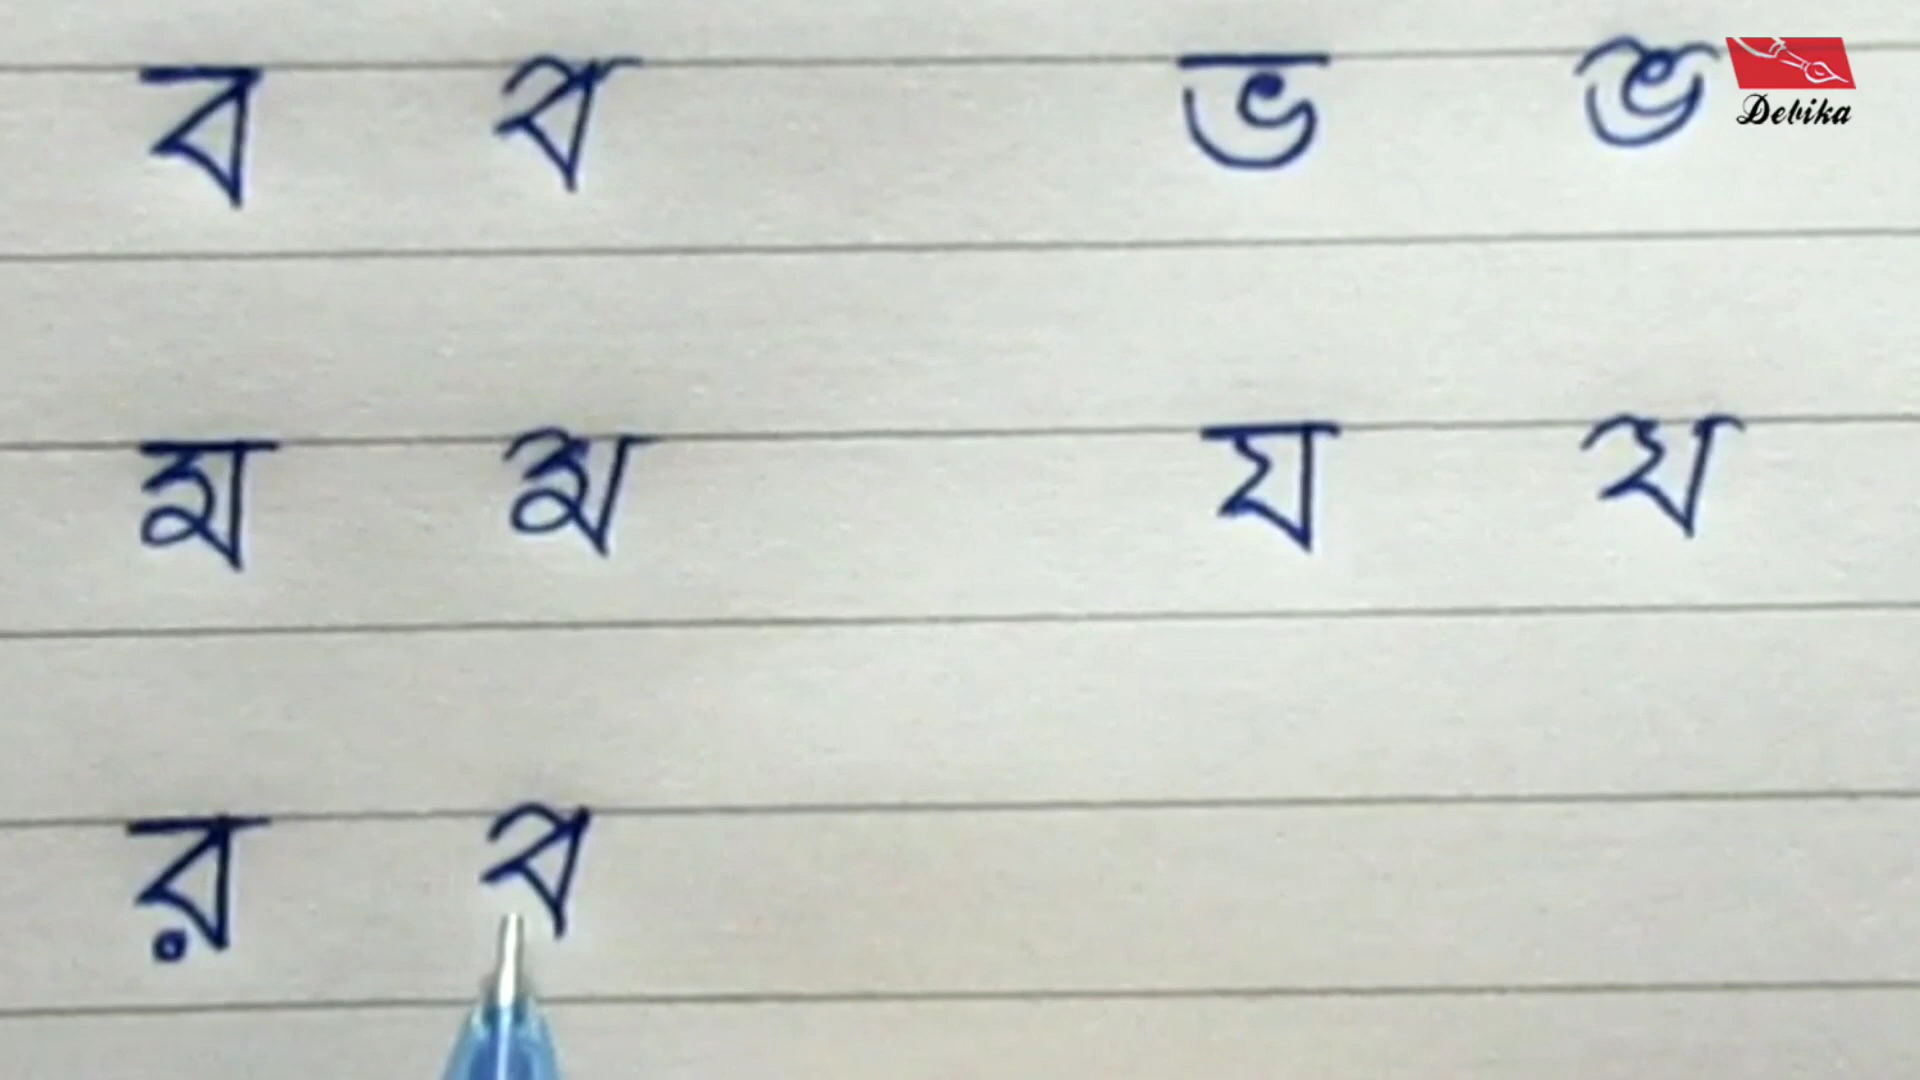 ব ব ভ ভ
Debika
ম ম য য
র ব